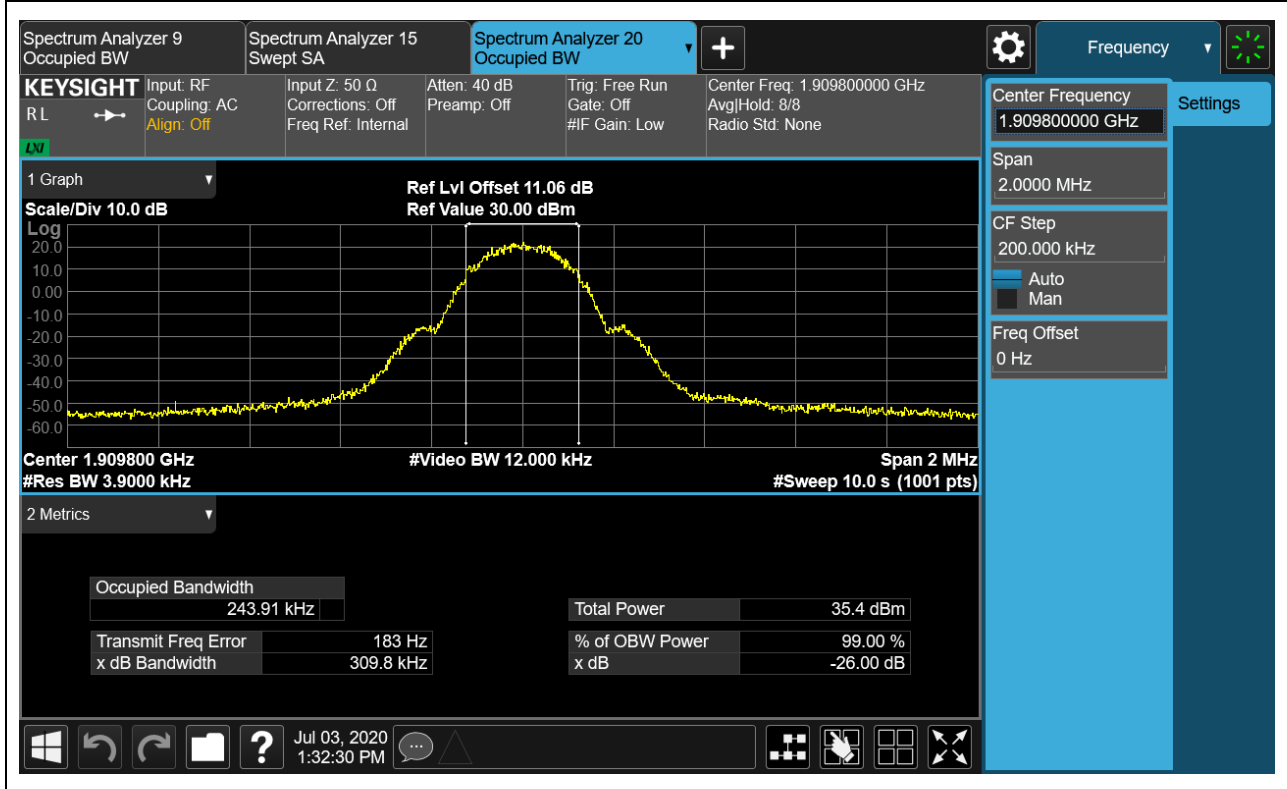 Spectrum Analyzer 9
Occupied BW
Spectrum Analyzer 15
Swept SA
Spectrum Analyzer 20
Occupied BW
Frequency
KEYSIGHT
R L
LXI
Input: RF
Coupling: AC
Align: Off
Input Z: 50 Ω
Corrections: Off
Freq Ref: Internal
Atten: 40 dB
Preamp: Off
Trig: Free Run
Gate: Off
#IF Gain: Low
Center Freq: 1.909800000 GHz
Avg|Hold: 8/8
Radio Std: None
Center Frequency
1.909800000 GHz
Settings
Span
2.0000 MHz
CF Step
200.000 kHz
Auto
Man
Freq Offset
0 Hz
1 Graph
Scale/Div 10.0 dB
Ref Lvl Offset 11.06 dB
Ref Value 30.00 dBm
Log
20.0
10.0
0.00
-10.0
-20.0
-30.0
-40.0
-50.0
-60.0
Center 1.909800 GHz
#Video BW 12.000 kHz
Span 2 MHz
#Res BW 3.9000 kHz
#Sweep 10.0 s (1001 pts)
2 Metrics
Occupied Bandwidth
243.91 kHz
Total Power 35.4 dBm
Transmit Freq Error 183 Hz
% of OBW Power 99.00 %
x dB Bandwidth 309.8 kHz
x dB -26.00 dB
?
Jul 03, 2020
1:32:30 PM